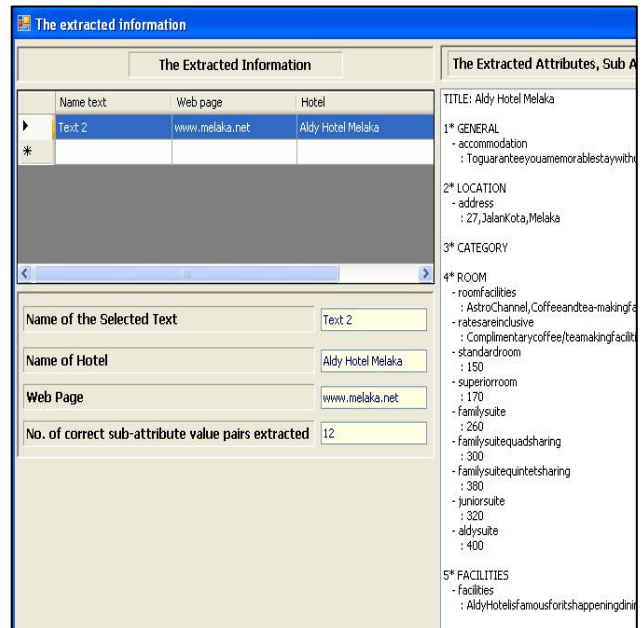 The extracted information
The Extracted Information
Name text Web page Hotel
Text 2 www.melaka.net Aldy Hotel Melaka
*
Name of the Selected Text Text 2
Name of Hotel Aldy Hotel Melaka
Web Page www.melaka.net
No. of correct sub-attribute value pairs extracted 12
The Extracted Attributes, Sub A
TITLE: Aldy Hotel Melaka
1* GENERAL
- accommodation
: Toguaranteeyouamemorablestaywithu
2* LOCATION
- address
: 27,JalanKota,Melaka
3* CATEGORY
4* ROOM
- roomfacilities
: AstroChannel,Coffeeandtea-makingfa
- ratesareinclusive
: Complimentarycoffee/teamakingfaciliti
- standardroom
: 150
- superiorroom
: 170
- familysuite
: 260
- familysuitequadsharing
: 300
- familysuitequintetsharing
: 380
- juniorsuite
: 320
- aldysuite
: 400
5* FACILITIES
- facilities
: AldyHotelisfamousforitshappeningdinin